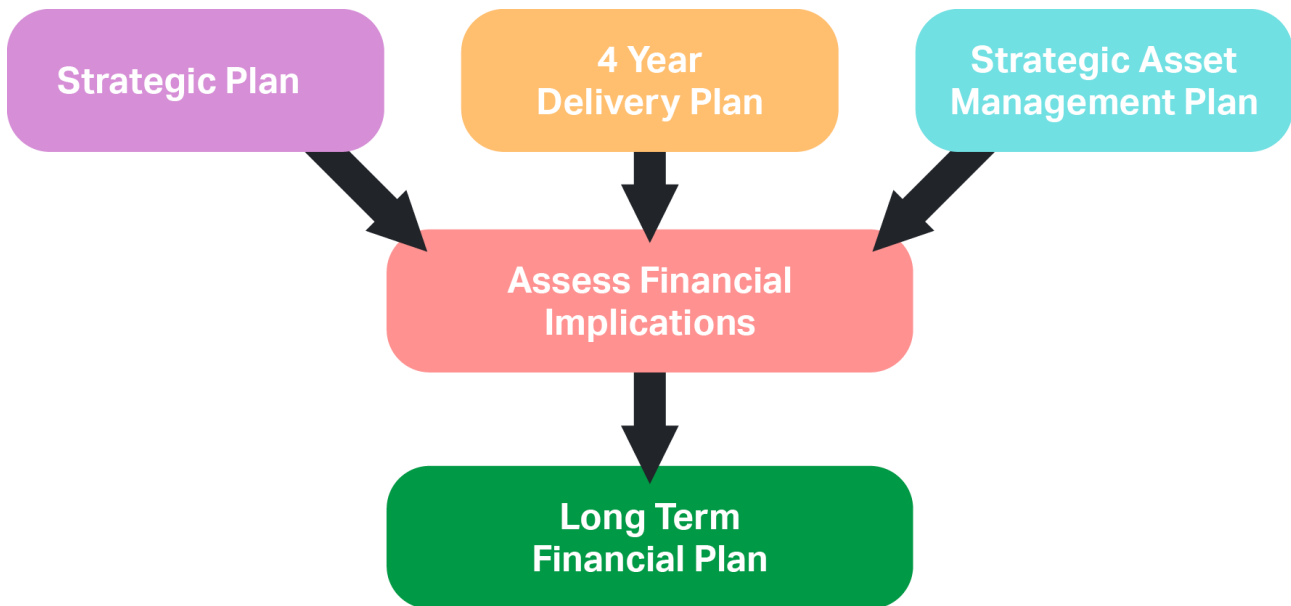 Strategic Plan
4 Year
Delivery Plan
Strategic Asset
Management Plan
Assess Financial
Implications
Long Term
Financial Plan